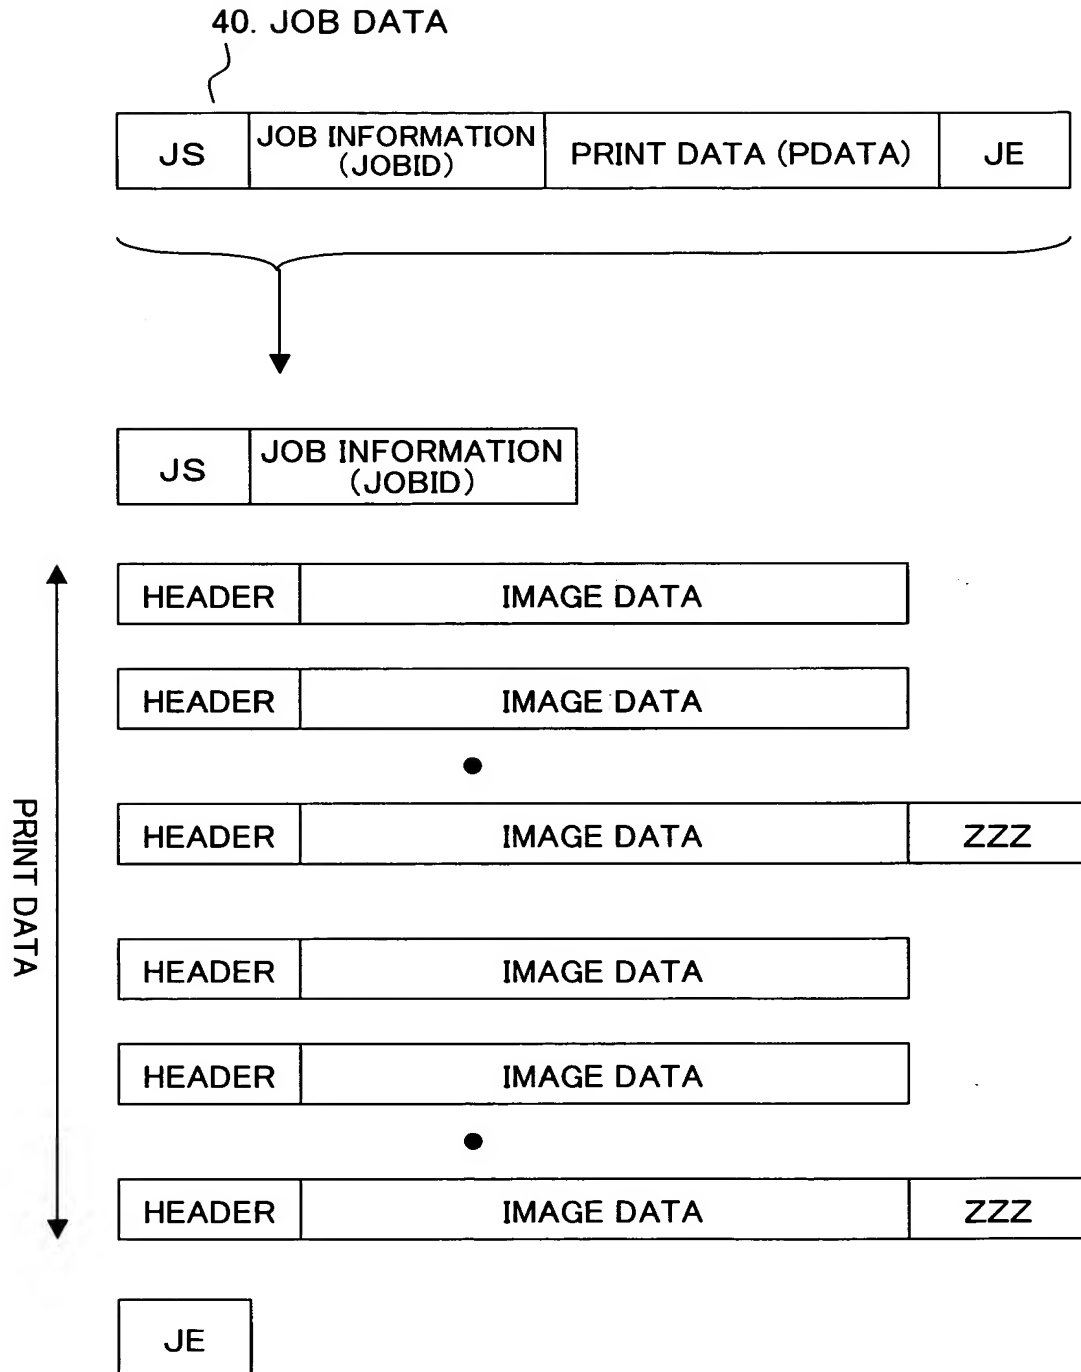 40. JOB DATA
JS JOB INFORMATION (JOBID) PRINT DATA (PDATA) JE
JS JOB INFORMATION (JOBID)
HEADER IMAGE DATA
HEADER IMAGE DATA
HEADER IMAGE DATA ZZZ
PRINT DATA
HEADER IMAGE DATA
HEADER IMAGE DATA
HEADER IMAGE DATA ZZZ
JE